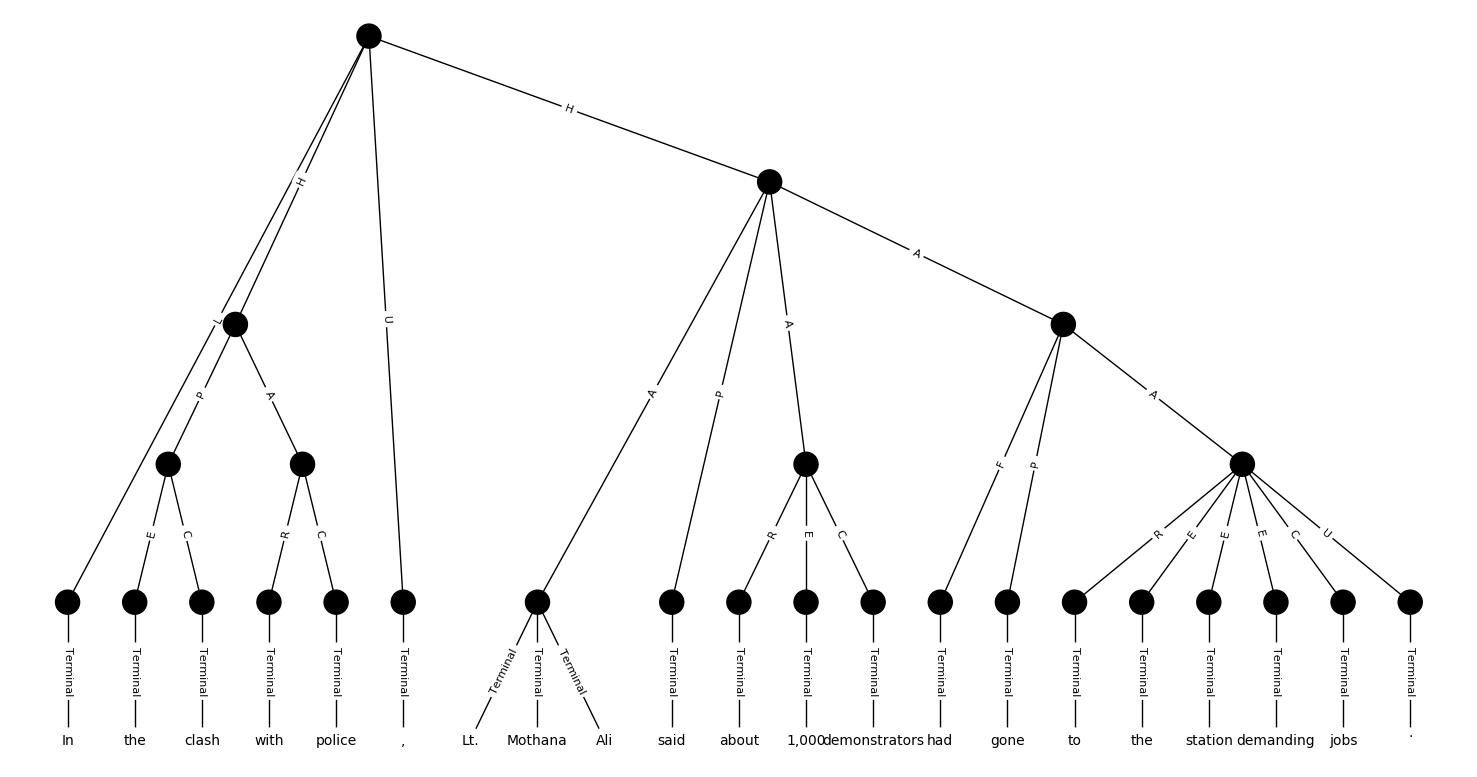 H
H
A
L
H
U
A
A
P
A
A
P
A
F
P
E
C
R
C
R
E
C
R
E
E
E
C
U
Terminal Terminal Terminal Terminal Terminal Terminal Terminal Terminal Terminal Terminal Terminal Terminal Terminal Terminal Terminal Terminal Terminal Terminal Terminal Terminal Terminal
In the clash with police , Lt. Mothana Ali said about 1,000 demonstrators had gone to the station demanding jobs .